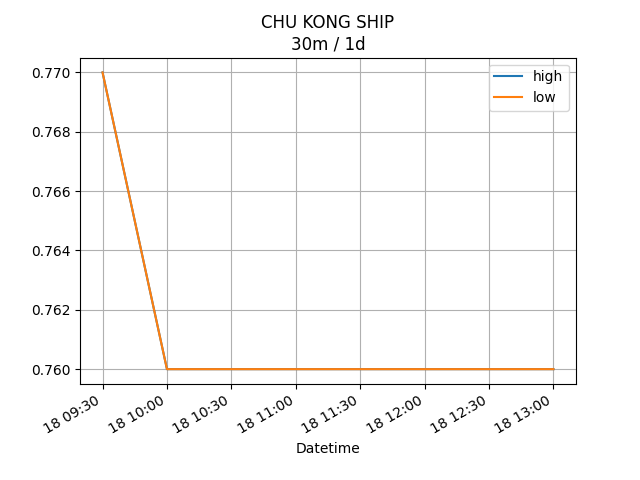 CHU KONG SHIP
30m / 1d
high
low
0.770
0.768
0.766
0.764
0.762
0.760
18 09:30
18 10:00
18 10:30
18 11:00
18 11:30
18 12:00
18 12:30
18 13:00
Datetime